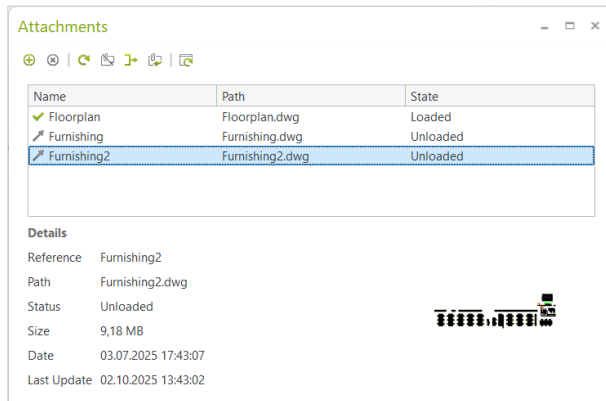 Attachments
Name Path State
Floorplan Floorplan.dwg Loaded
Furnishing Furnishing.dwg Unloaded
Furnishing2 Furnishing2.dwg Unloaded
Details
Reference Furnishing2
Path Furnishing2.dwg
Status Unloaded
Size 9,18 MB
Date 03.07.2025 17:43:07
Last Update 02.10.2025 13:43:02